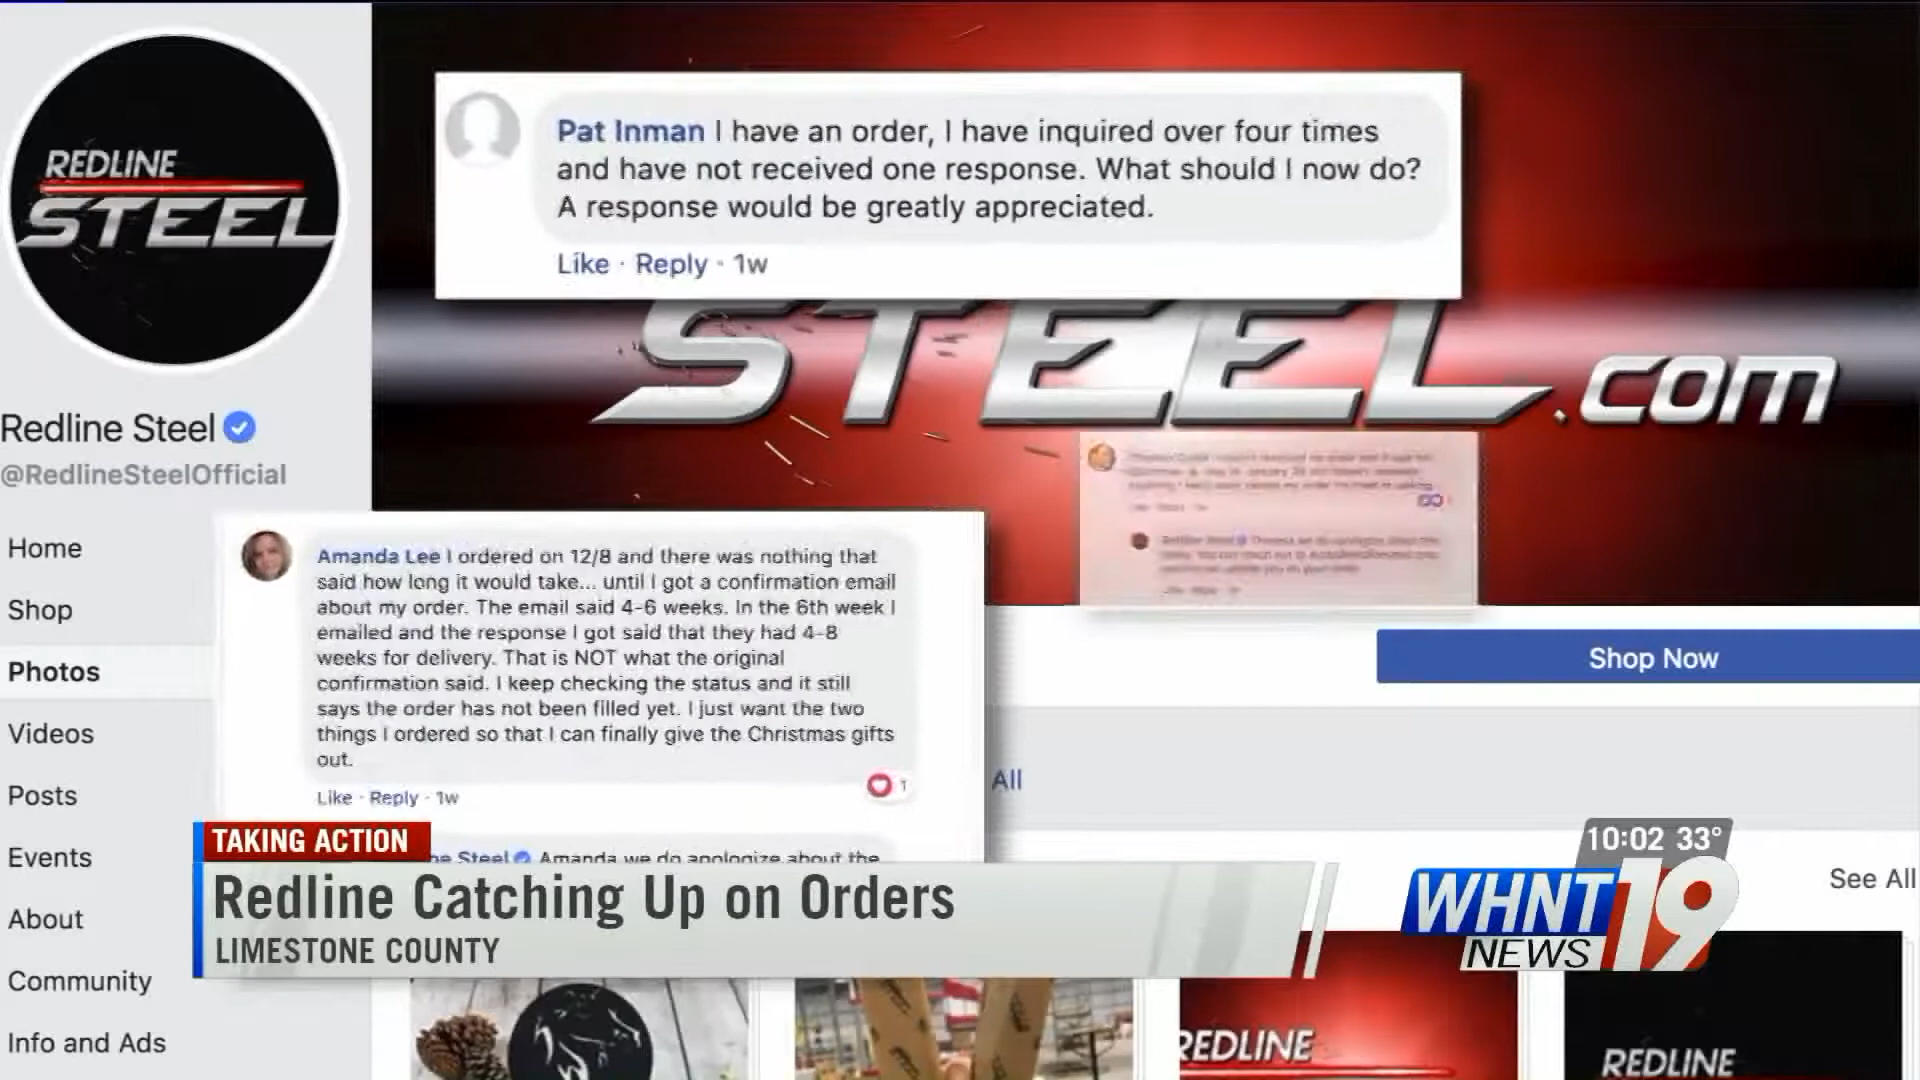 REDLINE
STEEL
Redline Steel
@RedlineSteelOfficial
Home
Shop
Photos
Videos
Posts
Events
About
Community
Info and Ads
Pat Inman I have an order, I have inquired over four times
and have not received one response. What should I now do?
A response would be greatly appreciated.
Like · Reply · 1w
STEEL.com
Amanda Lee I ordered on 12/8 and there was nothing that
said how long it would take... until I got a confirmation email
about my order. The email said 4-6 weeks. In the 6th week I
emailed and the response I got said that they had 4-8
weeks for delivery. That is NOT what the original
confirmation said. I keep checking the status and it still
says the order has not been filled yet. I just want the two
things I ordered so that I can finally give the Christmas gifts
out.
1
Like · Reply · 1w
Steel Amanda we do apologize about the
Shop Now
All
See All
TAKING ACTION
Redline Catching Up on Orders
LIMESTONE COUNTY
10:02 33°
WHNT 19
NEWS
REDLINE
REDLINE